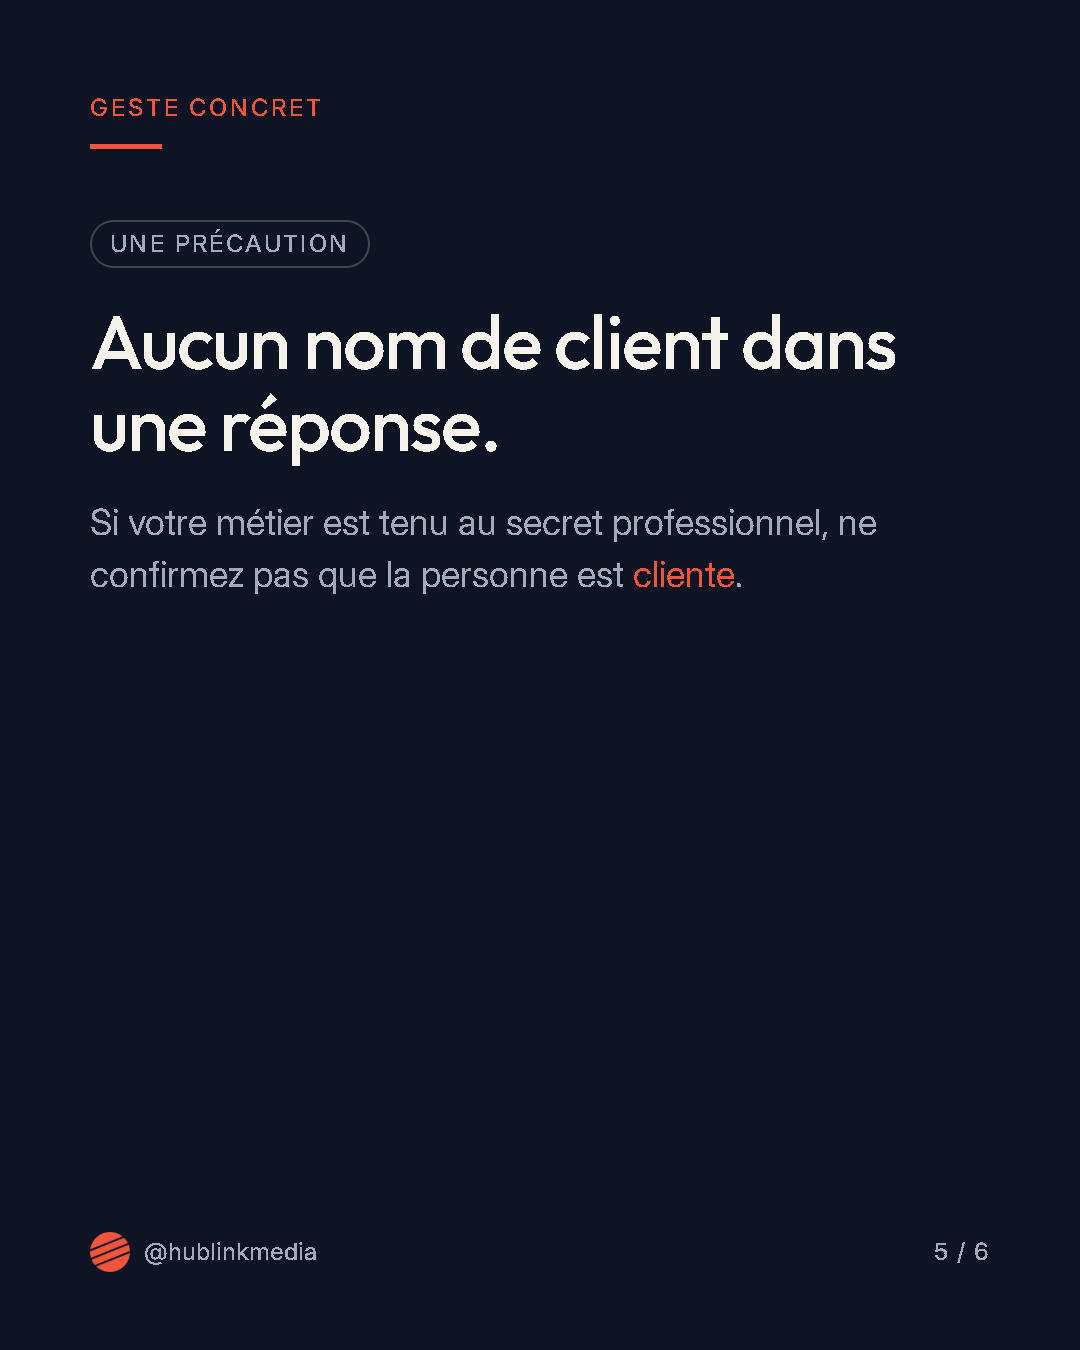 GESTE CONCRET
UNE PRÉCAUTION
Aucun nom de client dans
une réponse.
Si votre métier est tenu au secret professionnel, ne
confirmez pas que la personne est cliente.
@hublinkmedia
5 / 6